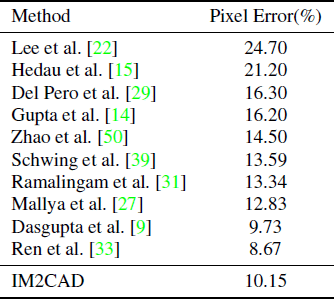 Method Pixel Error(%)
Lee et al. [22] 24.70
Hedau et al. [15] 21.20
Del Pero et al. [29] 16.30
Gupta et al. [14] 16.20
Zhao et al. [50] 14.50
Schwing et al. [39] 13.59
Ramalingam et al. [31] 13.34
Mallya et al. [27] 12.83
Dasgupta et al. [9] 9.73
Ren et al. [33] 8.67
IM2CAD 10.15